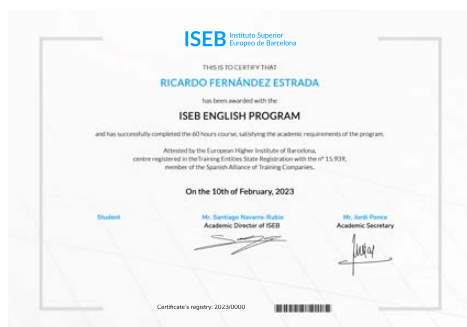 ISEB Instituto Superior
Europeo de Barcelona
THIS IS TO CERTIFY THAT
RICARDO FERNÁNDEZ ESTRADA
has been awarded with the
ISEB ENGLISH PROGRAM
and has successfully completed the 60 hours course, satisfying the academic requirements of the program.
Attested by the European Higher Institute of Barcelona,
centre registered in the Training Entities State Registration with the nº 15.939,
member of the Spanish Alliance of Training Companies.
On the 10th of February, 2023
Student Mr. Santiago Navarro-Rubio Mr. Jordi Ponce
Academic Director of ISEB Academic Secretary
Certificate's registry: 2023/0000